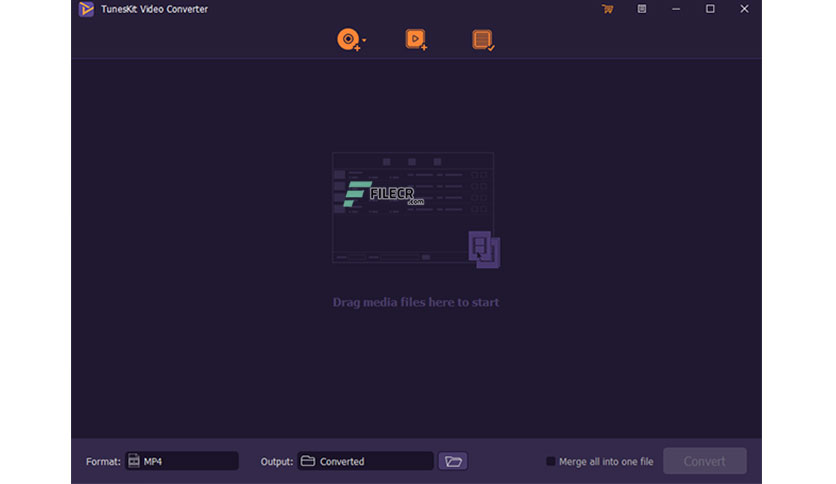 TunesKit Video Converter
FILECR
.com
Drag media files here to start
Format: MP4 Output: Converted Merge all into one file Convert